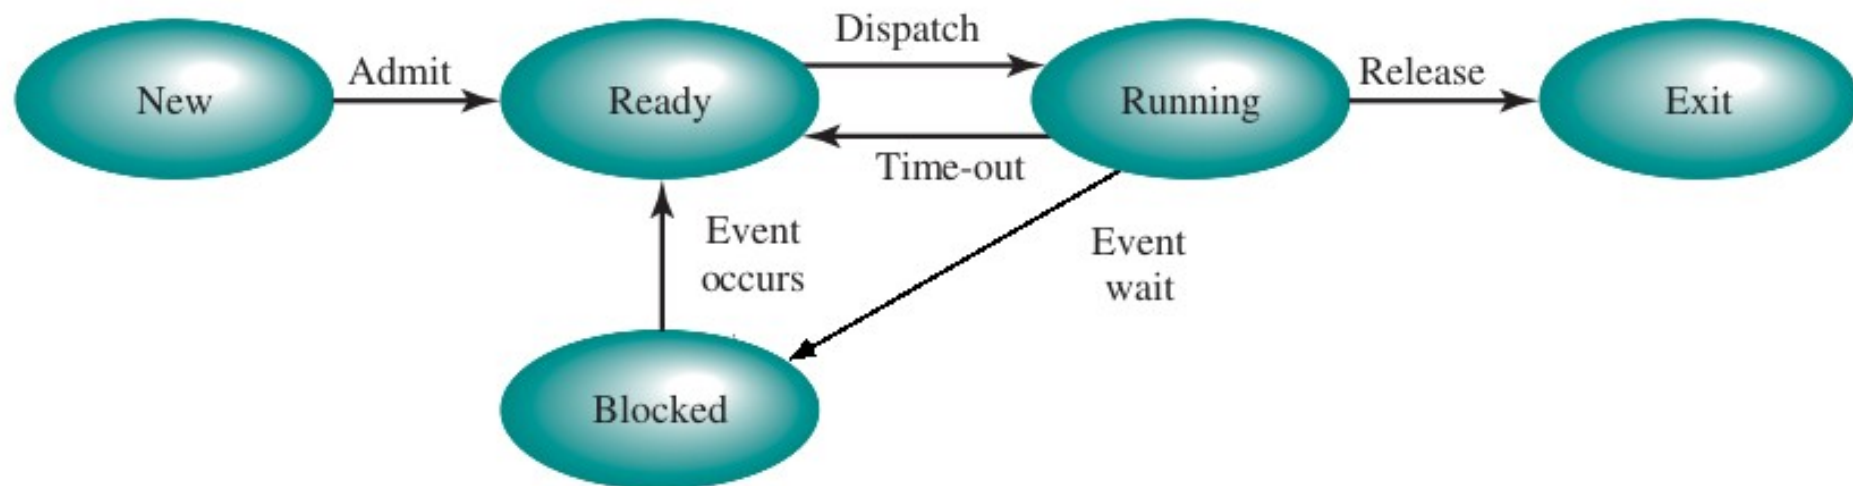 Dispatch
Admit
Release
New
Ready
Running
Exit
Time-out
Event
occurs
Event
wait
Blocked